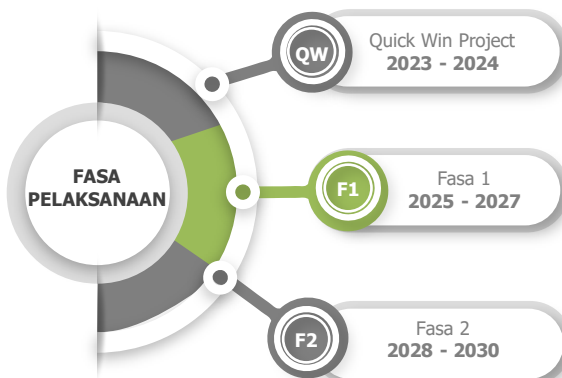 QW
Quick Win Project
2023 - 2024
FASA
PELAKSANAAN
F1
Fasa 1
2025 - 2027
F2
Fasa 2
2028 - 2030